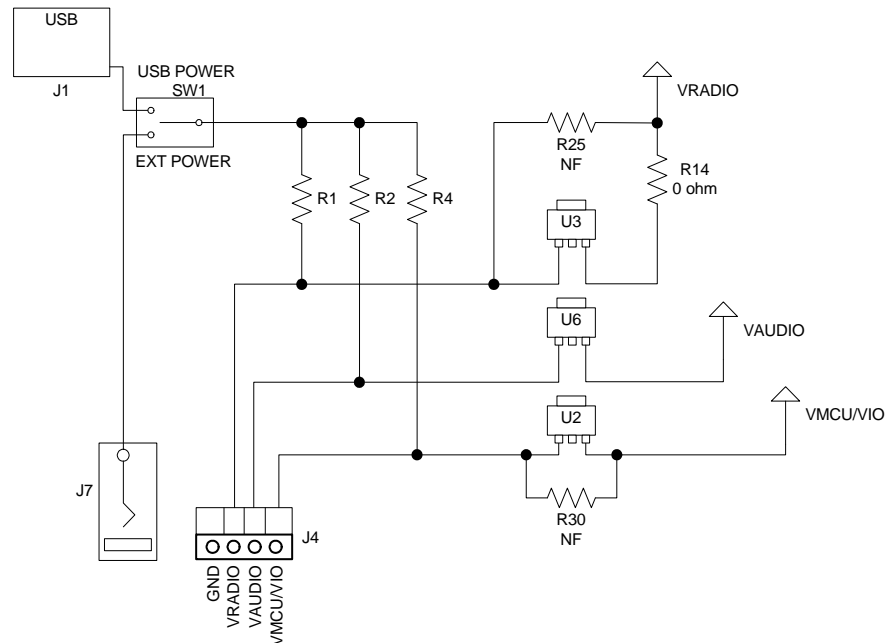 USB
J1
USB POWER
SW1
EXT POWER
VRADIO
R25
NF
R14
0 ohm
R1
R2
R4
U3
U6
VAUDIO
U2
VMCU/VIO
J7
R30
NF
J4
GND
VRADIO
VAUDIO
VMCU/VIO